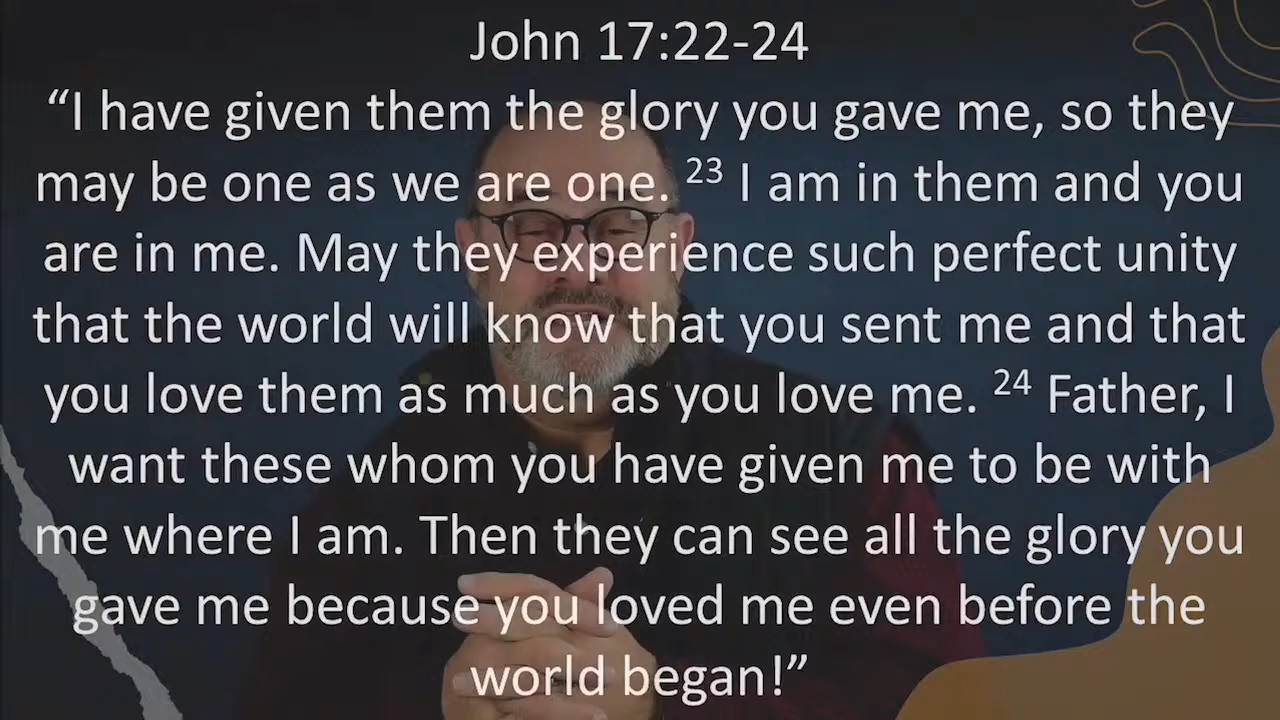 John 17:22-24
“I have given them the glory you gave me, so they
may be one as we are one. 23 I am in them and you
are in me. May they experience such perfect unity
that the world will know that you sent me and that
you love them as much as you love me. 24 Father, I
want these whom you have given me to be with
me where I am. Then they can see all the glory you
gave me because you loved me even before the
world began!”